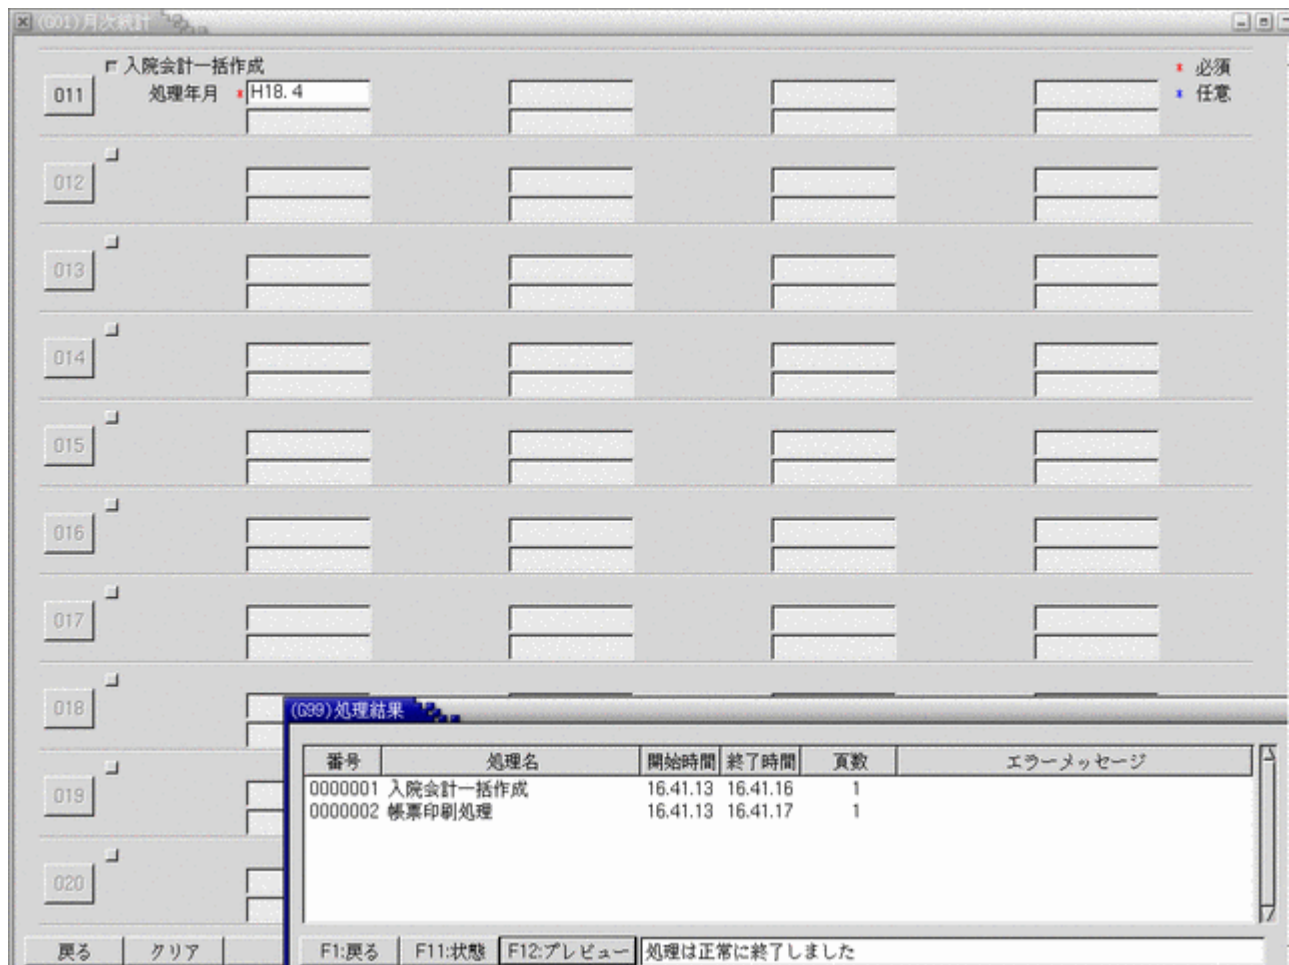 (G01)月次統計
入院会計一括作成
* 必須
011 処理年月 * H18. 4
* 任意
012
013
014
015
016
017
018
(G99)処理結果
番号 処理名 開始時間 終了時間 頁数 エラーメッセージ
019
0000001 入院会計一括作成 16.41.13 16.41.16 1
0000002 帳票印刷処理 16.41.13 16.41.17 1
020
戻る クリア F1:戻る F11:状態 F12:プレビュー 処理は正常に終了しました